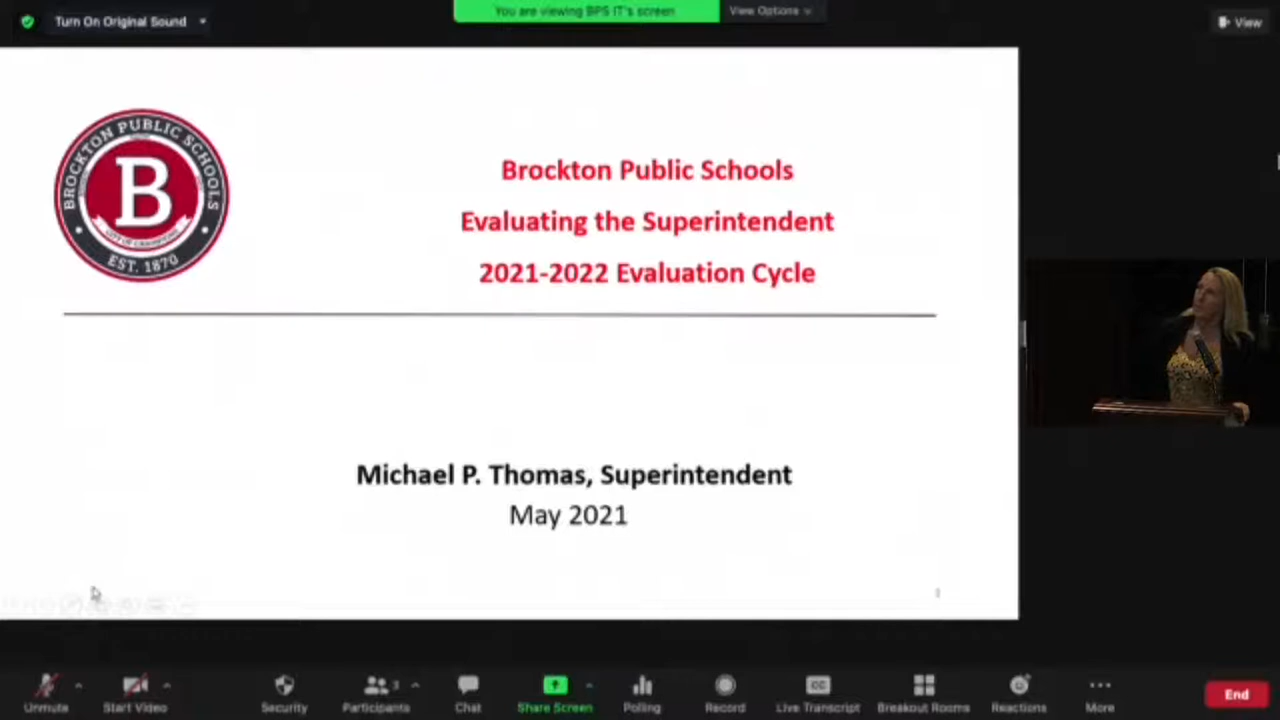 Turn On Original Sound
You are viewing BPS IT's screen
View Options
View
BROCKTON PUBLIC SCHOOLS
B
EST. 1870
Brockton Public Schools
Evaluating the Superintendent
2021-2022 Evaluation Cycle
Michael P. Thomas, Superintendent
May 2021
Unmute
Start Video
Security
3
Participants
Chat
Share Screen
Polling
Record
CC
Live Transcript
Breakout Rooms
Reactions
More
End